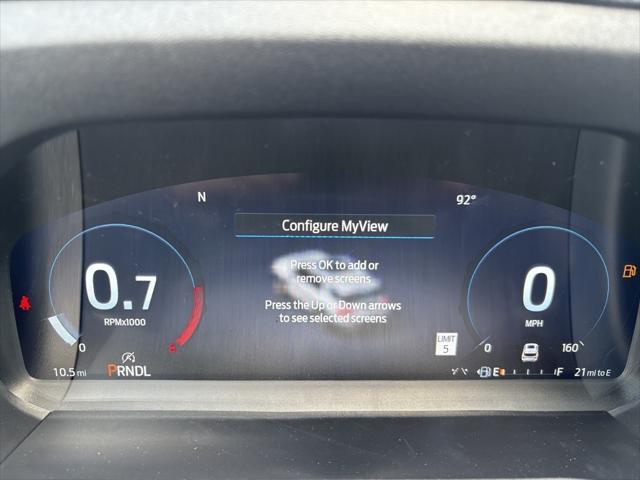 N
92°
Configure MyView
Press OK to add or
remove screens
Press the Up or Down arrows
to see selected screens
0.7
RPMx1000
0
8
0
MPH
LIMIT
5
0
160
10.5 mi
PRNDL
E
F
21 mi to E